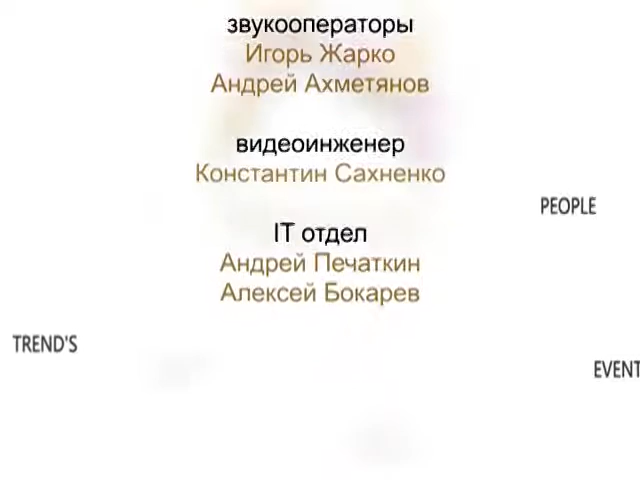 звукооператоры
Игорь Жарко
Андрей Ахметянов
видеоинженер
Константин Сахненко
PEOPLE
IT отдел
Андрей Печаткин
Алексей Бокарев
TREND'S
EVENT